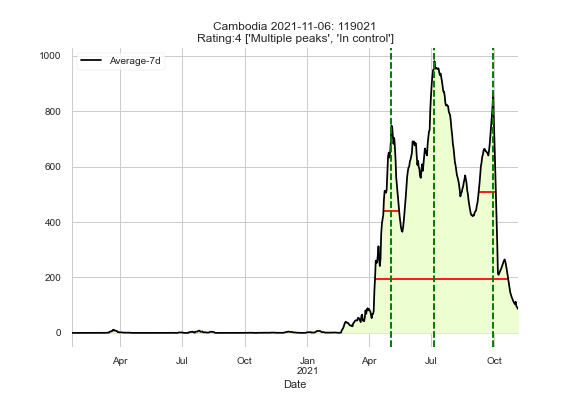 Cambodia 2021-11-06: 119021
Rating:4 ['Multiple peaks', 'In control']
Average-7d
1000
800
600
400
200
0
Apr
Jul
Oct
Jan
2021
Apr
Jul
Oct
Date